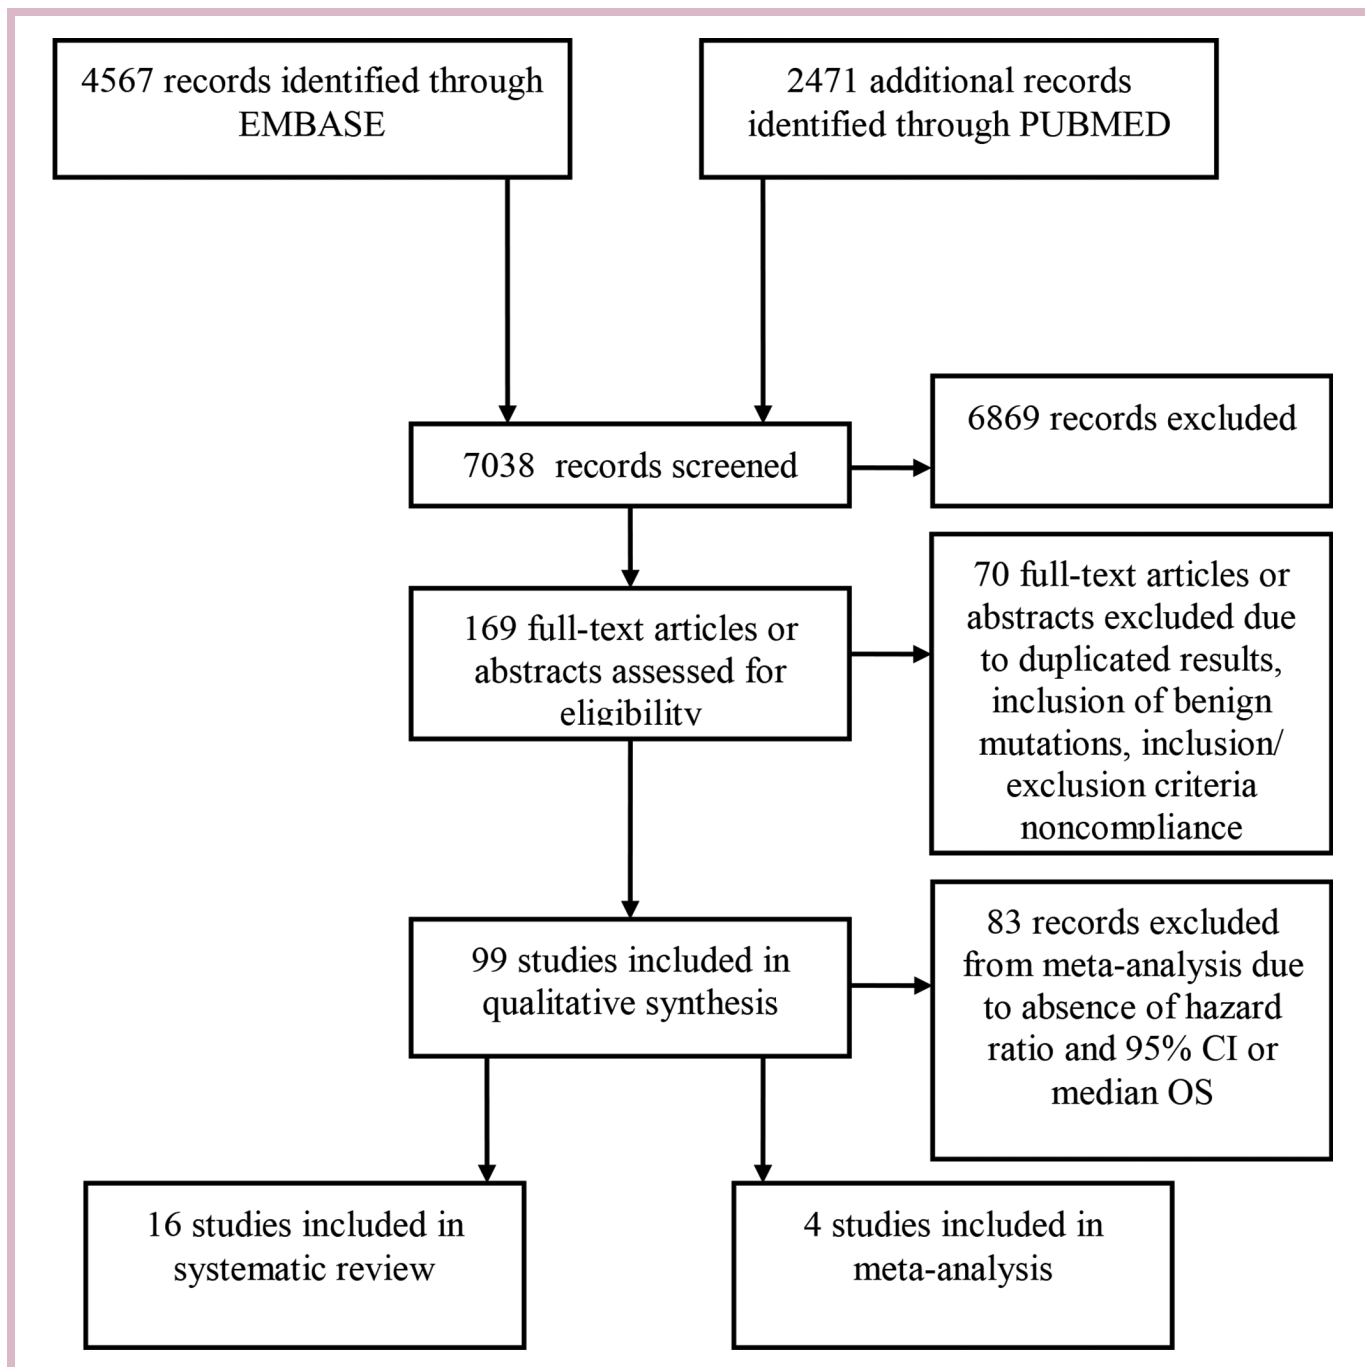 4567 records identified through
EMBASE
2471 additional records
identified through PUBMED
7038 records screened
6869 records excluded
169 full-text articles or
abstracts assessed for
eligibility
70 full-text articles or
abstracts excluded due
to duplicated results,
inclusion of benign
mutations, inclusion/
exclusion criteria
noncompliance
99 studies included in
qualitative synthesis
83 records excluded
from meta-analysis due
to absence of hazard
ratio and 95% CI or
median OS
16 studies included in
systematic review
4 studies included in
meta-analysis